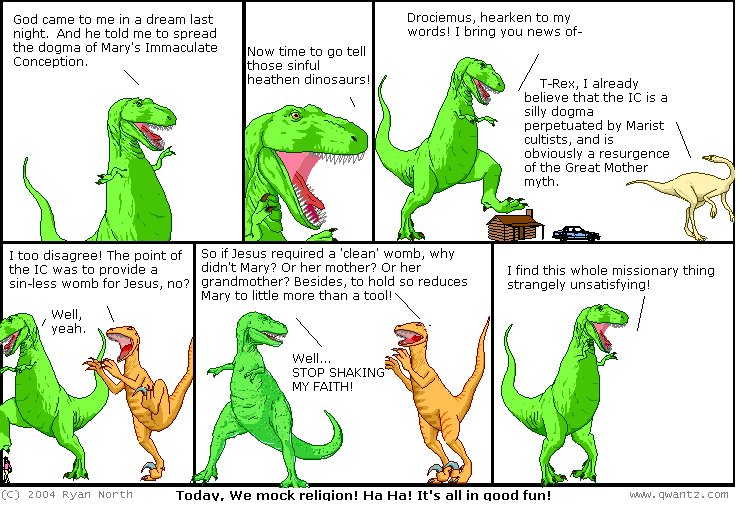 God came to me in a dream last
night.  And he told me to spread
the dogma of Mary's Immaculate
Conception.
Now time to go tell
those sinful
heathen dinosaurs!
Drociemus, hearken to my
words! I bring you news of-
T-Rex, I already
believe that the IC is a
silly dogma
perpetuated by Marist
cultists, and is
obviously a resurgence
of the Great Mother
myth.
I too disagree! The point of
the IC was to provide a
sin-less womb for Jesus, no?
Well,
yeah.
So if Jesus required a 'clean' womb, why
didn't Mary? Or her mother? Or her
grandmother? Besides, to hold so reduces
Mary to little more than a tool!
Well...
STOP SHAKING
MY FAITH!
I find this whole missionary thing
strangely unsatisfying!
(C) 2004 Ryan North
Today, We mock religion! Ha Ha! It's all in good fun!
www.qwantz.com